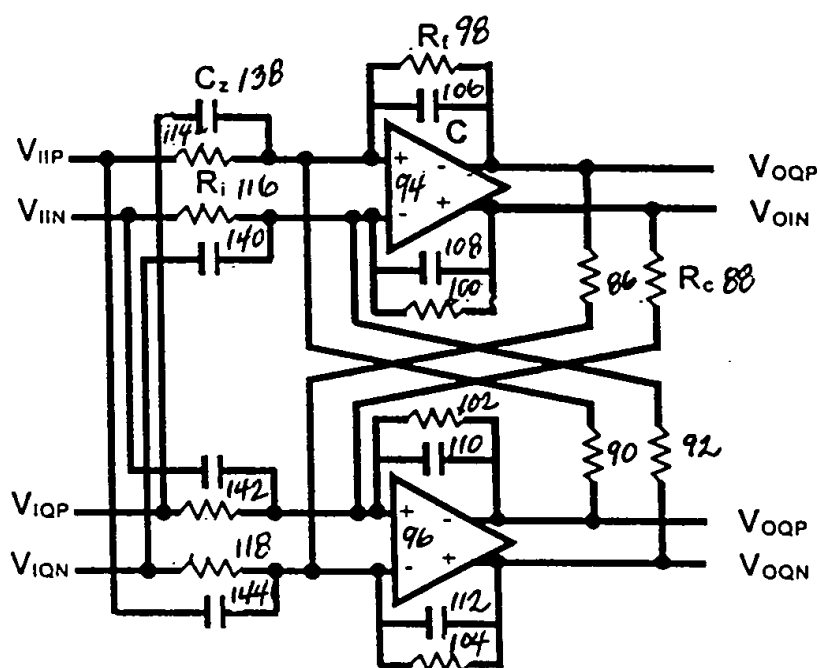 Rf 98
Cz 138
106
C
114
VIIP
+
-
VOQP
94
-
Ri 116
VIIN
-
+
VOIN
140
108
100
86
Rc 88
102
110
90
92
142
VIQP
+
-
VOQP
96
118
VIQN
-
+
VOQN
144
112
104